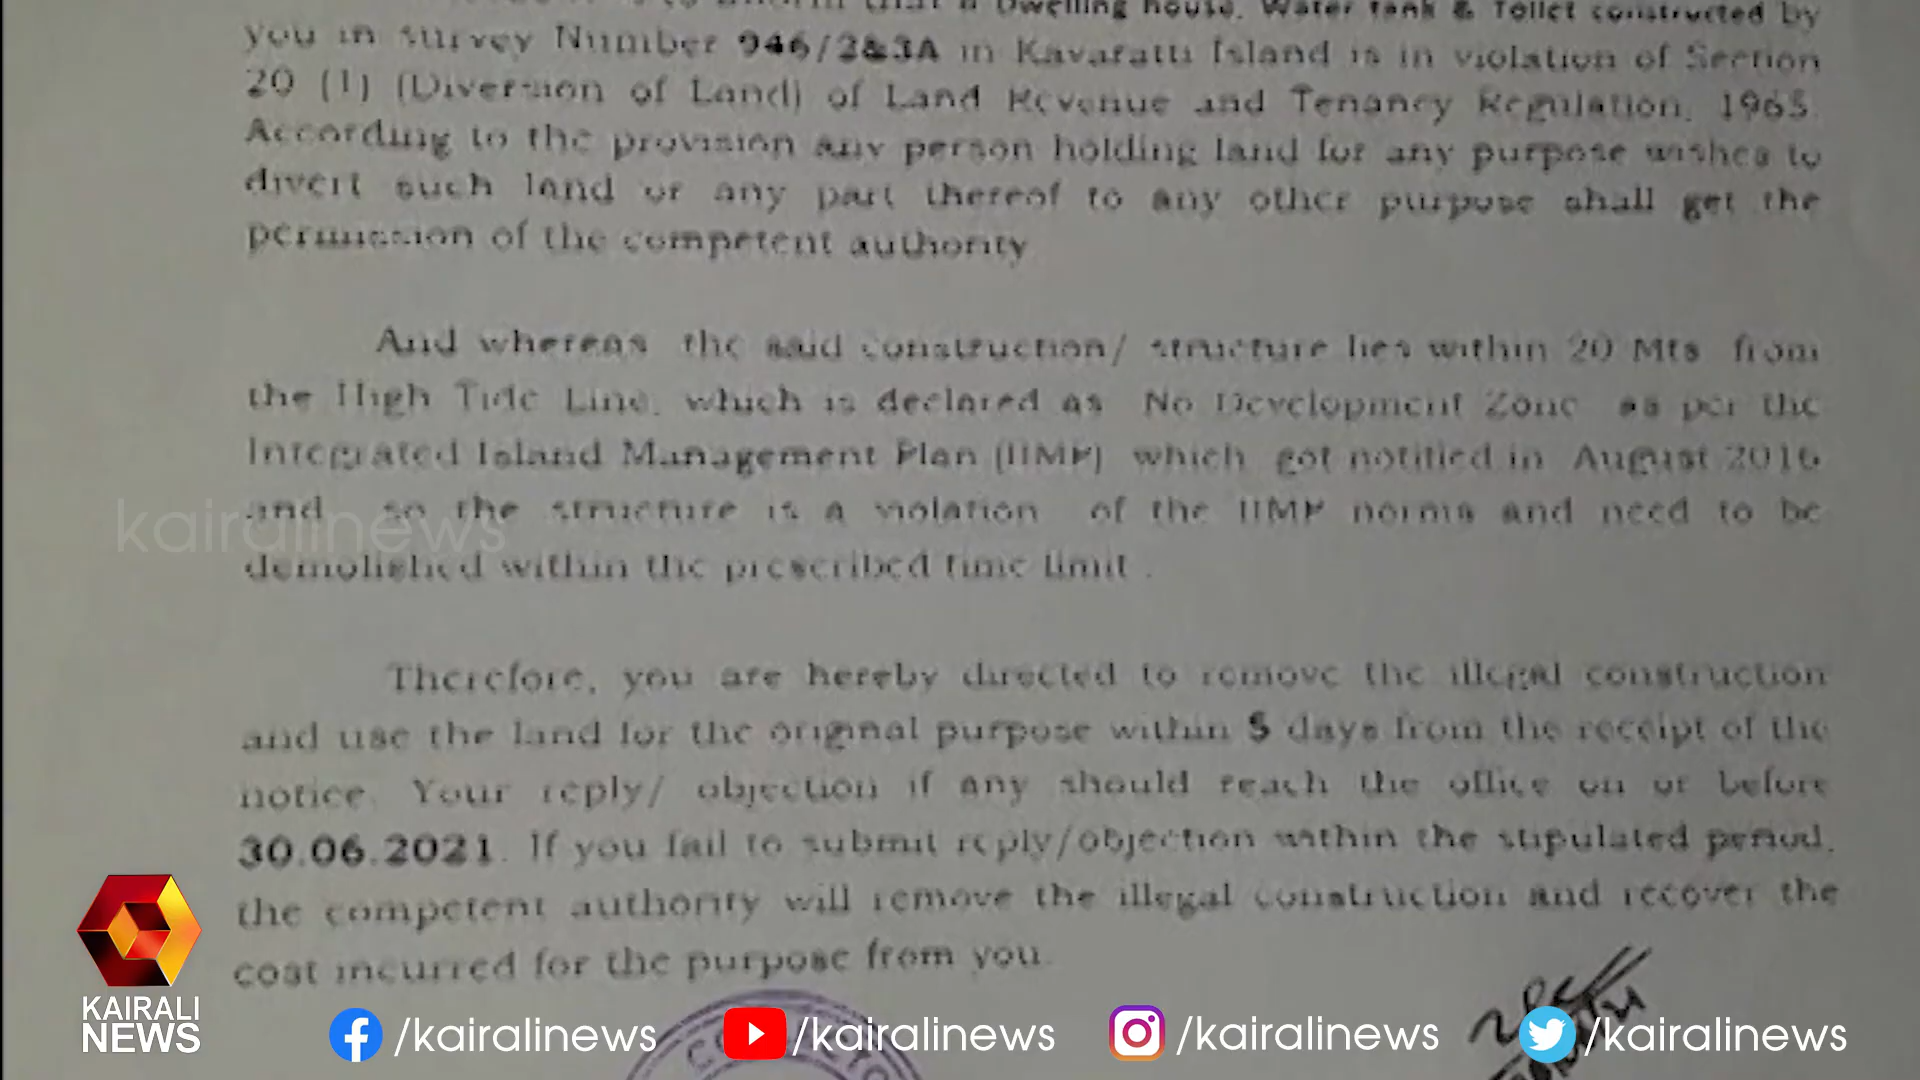 that a Dwelling house, Water tank & Toilet constructed by
you in survey Number 946/2&3A in Kavaratti Island is in violation of Section
20 (1) (Diversion of Land) of Land Revenue and Tenancy Regulation, 1965.
According to the provision any person holding land for any purpose wishes to
divert such land or any part thereof to any other purpose shall get the
permission of the competent authority
And whereas the said construction/ structure lies within 20 Mts from
the High Tide Line, which is declared as No Development Zone as per the
Integrated Island Management Plan (IIMP) which got notified in August 2016
and so the structure is a violation of the IIMP norms and need to be
demolished within the prescribed time limit .
kairalinews
Therefore, you are hereby directed to remove the illegal construction
and use the land for the original purpose within 5 days from the receipt of the
notice. Your reply/ objection if any should reach the office on or before
30.06.2021. If you fail to submit reply/objection within the stipulated period,
the competent authority will remove the illegal construction and recover the
cost incurred for the purpose from you.
KAIRALI
NEWS
/kairalinews /kairalinews /kairalinews /kairalinews